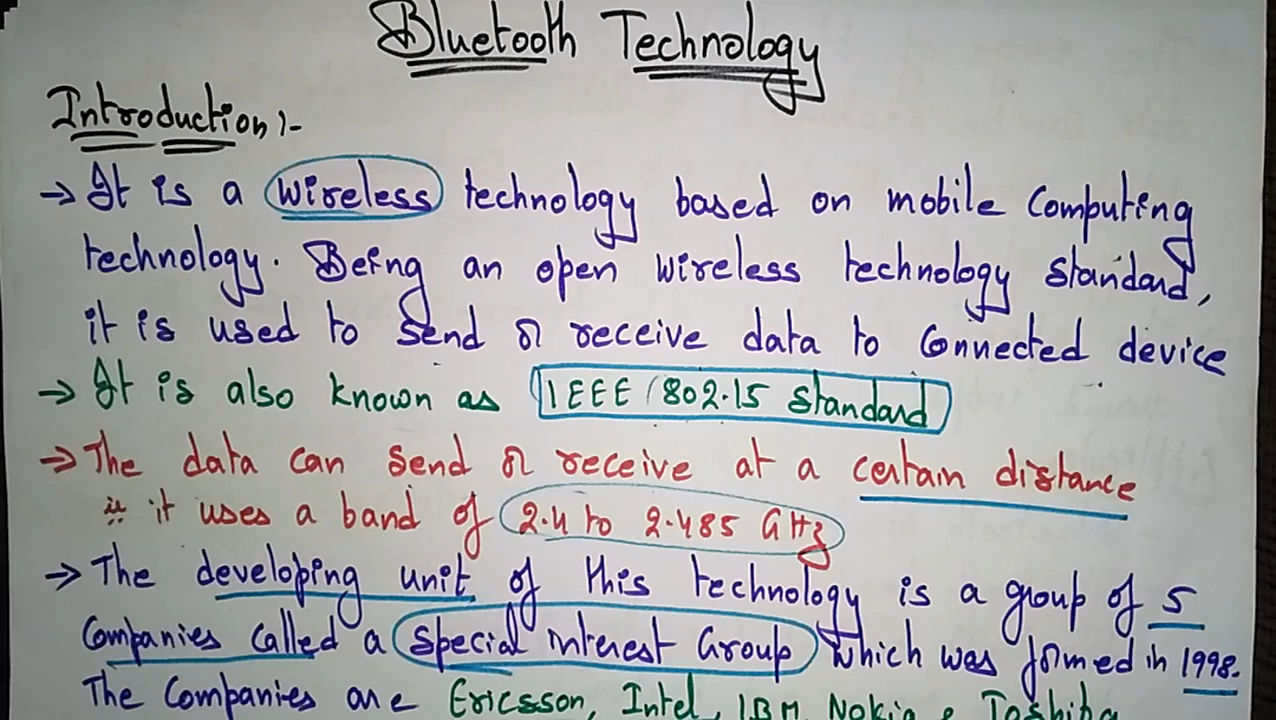 Bluetooth Technology
Introduction :-
→ It is a wireless technology based on mobile Computing
technology. Being an open wireless technology standard,
it is used to send or receive data to Connected device
→ It is also known as IEEE/802.15 standard
→ The data can send or receive at a certain distance
∵ it uses a band of 2.4 to 2.485 GHz
→ The developing unit of this technology is a group of 5
Companies called a Special Interest Group which was formed in 1998.
The Companies are Ericsson, Intel, IBM, Nokia & Toshiba